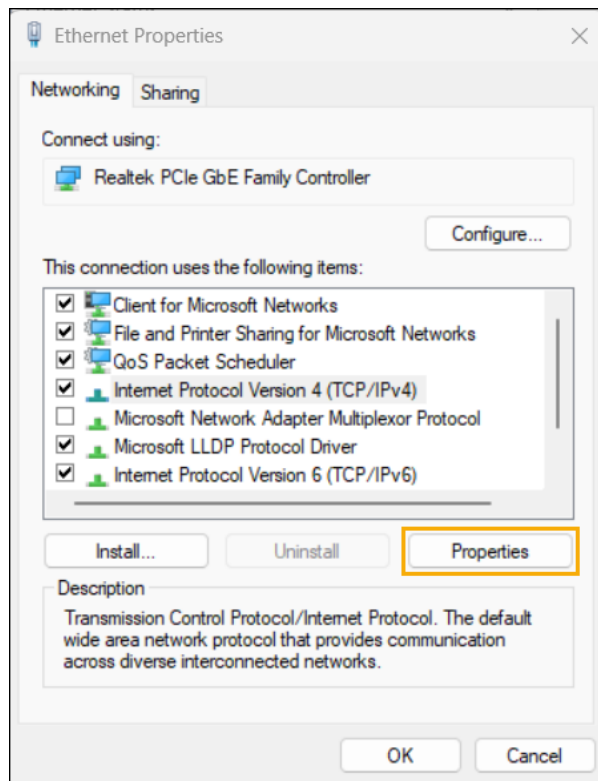 Ethernet Properties
Networking
Sharing
Connect using:
Realtek PCIe GbE Family Controller
Configure...
This connection uses the following items:
Client for Microsoft Networks
File and Printer Sharing for Microsoft Networks
QoS Packet Scheduler
Internet Protocol Version 4 (TCP/IPv4)
Microsoft Network Adapter Multiplexor Protocol
Microsoft LLDP Protocol Driver
Internet Protocol Version 6 (TCP/IPv6)
Install...
Uninstall
Properties
Description
Transmission Control Protocol/Internet Protocol. The default
wide area network protocol that provides communication
across diverse interconnected networks.
OK
Cancel